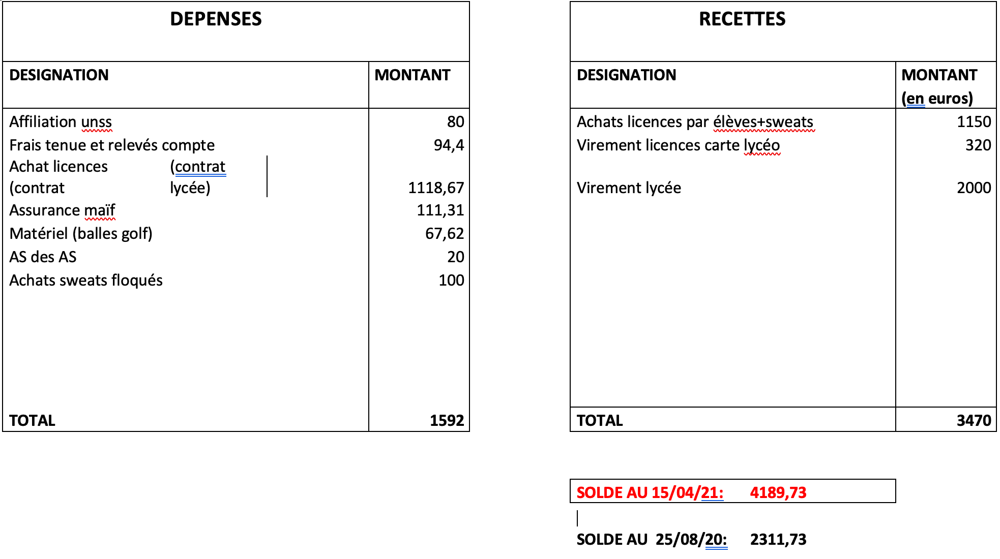 DEPENSES
DESIGNATION MONTANT
Affiliation unss 80
Frais tenue et relevés compte 94,4
Achat licences (contrat
(contrat lycée) 1118,67
Assurance maïf 111,31
Matériel (balles golf) 67,62
AS des AS 20
Achats sweats floqués 100
TOTAL 1592
RECETTES
DESIGNATION MONTANT
(en euros)
Achats licences par élèves+sweats 1150
Virement licences carte lycéo 320
Virement lycée 2000
TOTAL 3470
SOLDE AU 15/04/21: 4189,73
SOLDE AU 25/08/20: 2311,73